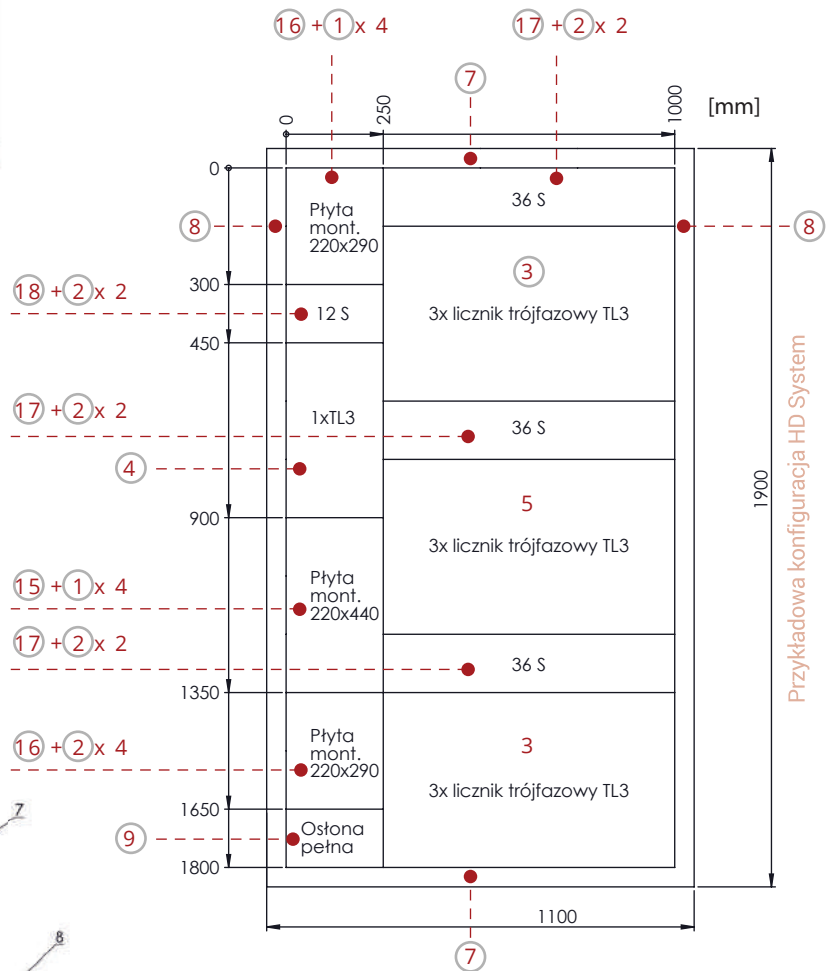 16 + 1 x 4
17 + 2 x 2
7
[mm]
0
250
1000
0
36 S
Płyta
mont.
220x290
8
8
3
300
18 + 2 x 2
12 S
3x licznik trójfazowy TL3
450
17 + 2 x 2
1xTL3
36 S
4
Przykładowa konfiguracja HD System
1900
5
900
3x licznik trójfazowy TL3
15 + 1 x 4
Płyta
mont.
220x440
17 + 2 x 2
36 S
1350
16 + 2 x 4
Płyta
mont.
220x290
3
3x licznik trójfazowy TL3
1650
7
9
Osłona
pełna
1800
1100
8
7